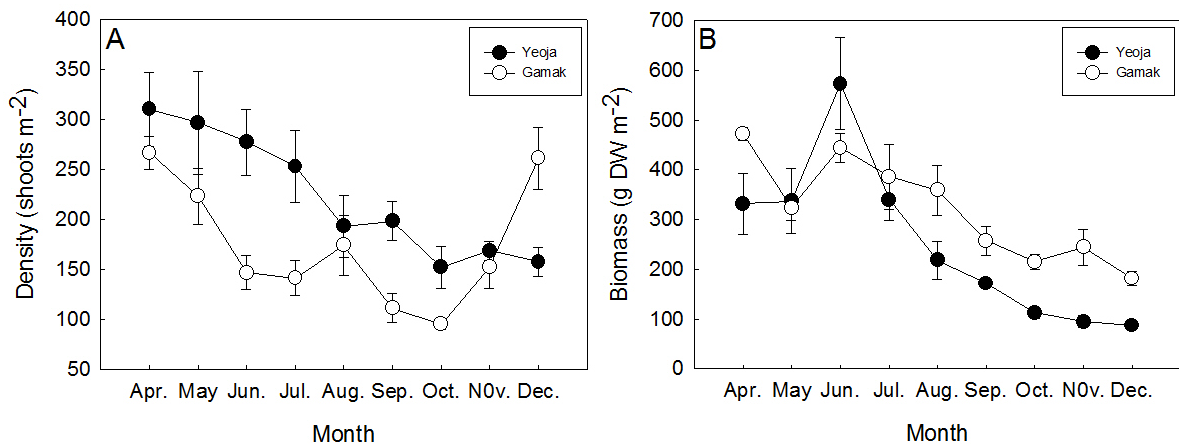 A
Yeoja
Gamak
400
350
300
250
200
150
100
50
Density (shoots m-2)
Apr. May Jun. Jul. Aug. Sep. Oct. N0v. Dec.
Month
B
Yeoja
Gamak
700
600
500
400
300
200
100
0
Biomass (g DW m-2)
Apr. May Jun. Jul. Aug. Sep. Oct. N0v. Dec.
Month